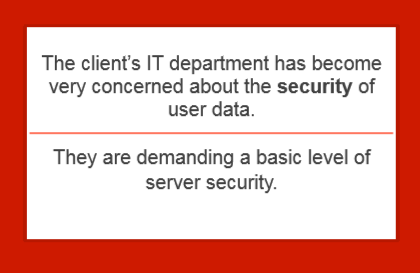 The client’s IT department has become
very concerned about the security of
user data.
They are demanding a basic level of
server security.